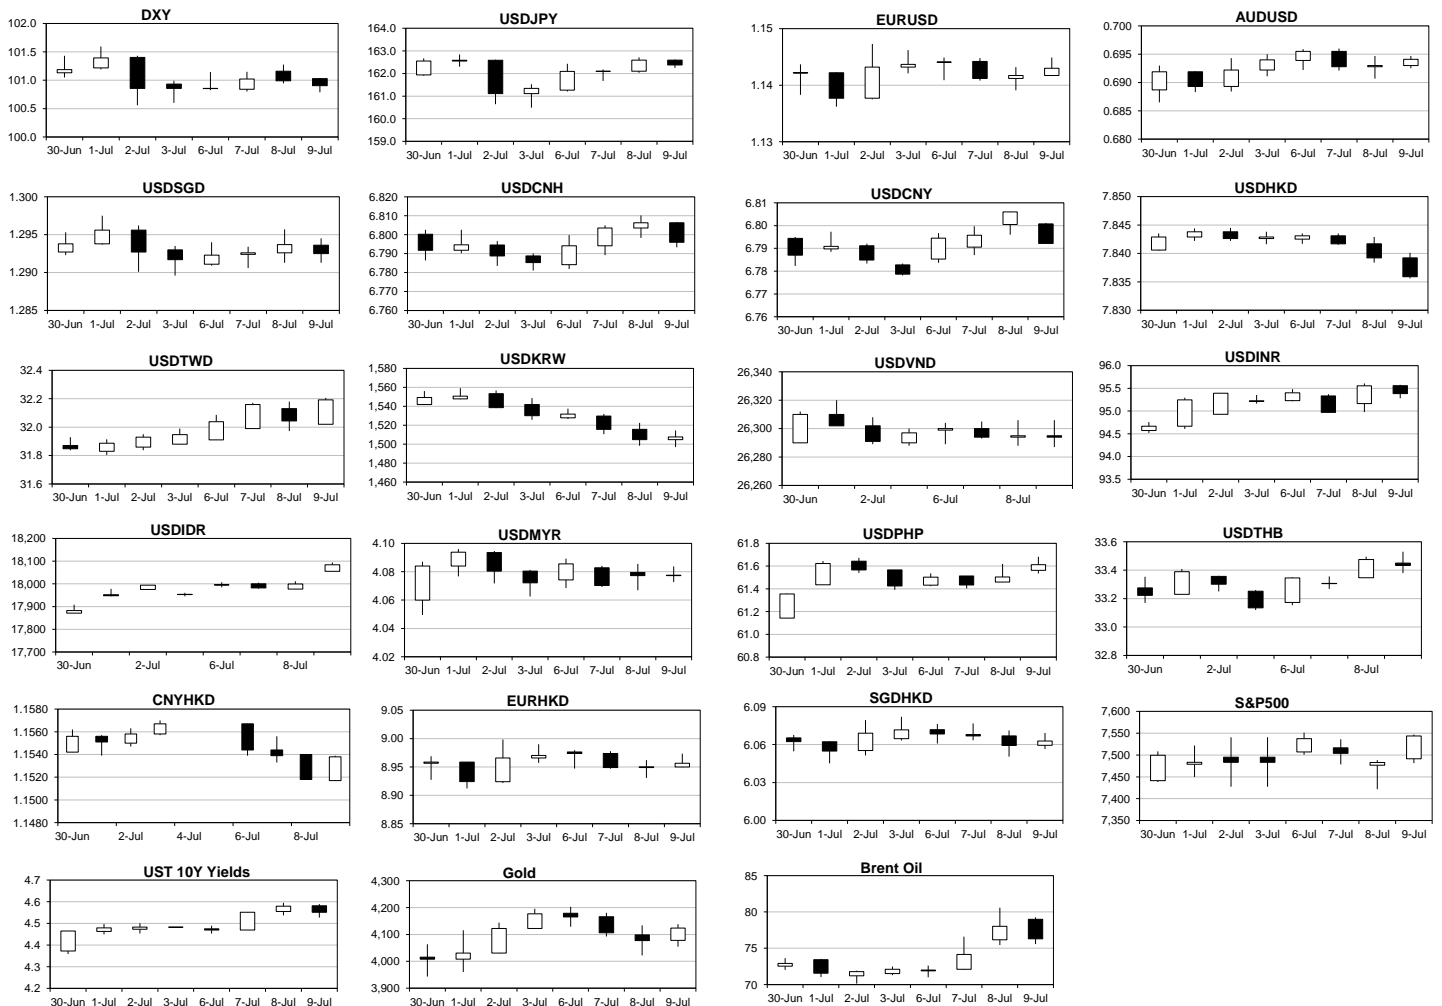 DXY
102.0
101.5
101.0
100.5
100.0
30-Jun 1-Jul 2-Jul 3-Jul 6-Jul 7-Jul 8-Jul 9-Jul
USDJPY
164.0
163.0
162.0
161.0
160.0
159.0
30-Jun 1-Jul 2-Jul 3-Jul 6-Jul 7-Jul 8-Jul 9-Jul
EURUSD
1.15
1.14
1.13
30-Jun 1-Jul 2-Jul 3-Jul 6-Jul 7-Jul 8-Jul 9-Jul
AUDUSD
0.700
0.695
0.690
0.685
0.680
30-Jun 1-Jul 2-Jul 3-Jul 6-Jul 7-Jul 8-Jul 9-Jul
USDSGD
1.300
1.295
1.290
1.285
30-Jun 1-Jul 2-Jul 3-Jul 6-Jul 7-Jul 8-Jul 9-Jul
USDCNH
6.820
6.810
6.800
6.790
6.780
6.770
6.760
30-Jun 1-Jul 2-Jul 3-Jul 6-Jul 7-Jul 8-Jul 9-Jul
USDCNY
6.81
6.80
6.79
6.78
6.77
6.76
30-Jun 1-Jul 2-Jul 3-Jul 6-Jul 7-Jul 8-Jul 9-Jul
USDHKD
7.850
7.845
7.840
7.835
7.830
30-Jun 1-Jul 2-Jul 3-Jul 6-Jul 7-Jul 8-Jul 9-Jul
USDTWD
32.4
32.2
32.0
31.8
31.6
30-Jun 1-Jul 2-Jul 3-Jul 6-Jul 7-Jul 8-Jul 9-Jul
USDKRW
1,580
1,560
1,540
1,520
1,500
1,480
1,460
30-Jun 1-Jul 2-Jul 3-Jul 6-Jul 7-Jul 8-Jul 9-Jul
USDVND
26,340
26,320
26,300
26,280
26,260
30-Jun 2-Jul 6-Jul 8-Jul
USDINR
96.0
95.5
95.0
94.5
94.0
93.5
30-Jun 1-Jul 2-Jul 3-Jul 6-Jul 7-Jul 8-Jul 9-Jul
USDIDR
18,200
18,100
18,000
17,900
17,800
17,700
30-Jun 2-Jul 6-Jul 8-Jul
USDMYR
4.10
4.08
4.06
4.04
4.02
30-Jun 1-Jul 2-Jul 3-Jul 6-Jul 7-Jul 8-Jul 9-Jul
USDPHP
61.8
61.6
61.4
61.2
61.0
60.8
30-Jun 1-Jul 2-Jul 3-Jul 6-Jul 7-Jul 8-Jul 9-Jul
USDTHB
33.6
33.4
33.2
33.0
32.8
30-Jun 2-Jul 6-Jul 8-Jul
CNYHKD
1.1580
1.1560
1.1540
1.1520
1.1500
1.1480
30-Jun 2-Jul 4-Jul 6-Jul 8-Jul
EURHKD
9.05
9.00
8.95
8.90
8.85
30-Jun 1-Jul 2-Jul 3-Jul 6-Jul 7-Jul 8-Jul 9-Jul
SGDHKD
6.09
6.06
6.03
6.00
30-Jun 1-Jul 2-Jul 3-Jul 6-Jul 7-Jul 8-Jul 9-Jul
S&P500
7,600
7,550
7,500
7,450
7,400
7,350
30-Jun 1-Jul 2-Jul 3-Jul 6-Jul 7-Jul 8-Jul 9-Jul
UST 10Y Yields
4.7
4.6
4.5
4.4
4.3
4.2
30-Jun 1-Jul 2-Jul 3-Jul 6-Jul 7-Jul 8-Jul 9-Jul
Gold
4,300
4,200
4,100
4,000
3,900
30-Jun 1-Jul 2-Jul 3-Jul 6-Jul 7-Jul 8-Jul 9-Jul
Brent Oil
85
80
75
70
30-Jun 1-Jul 2-Jul 3-Jul 6-Jul 7-Jul 8-Jul 9-Jul